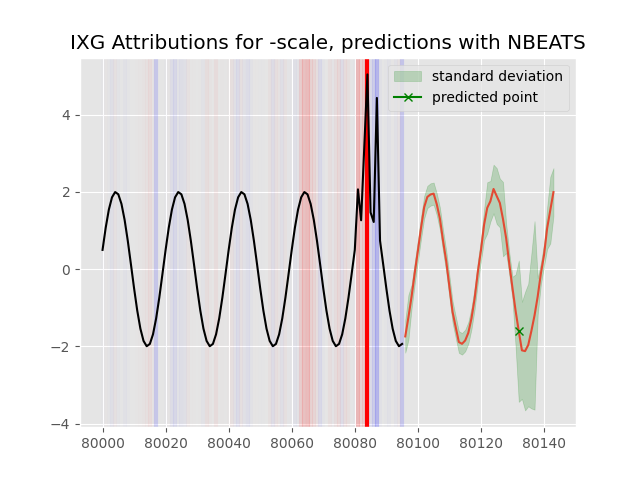 IXG Attributions for -scale, predictions with NBEATS
standard deviation
predicted point
4
2
0
−2
−4
80000 80020 80040 80060 80080 80100 80120 80140